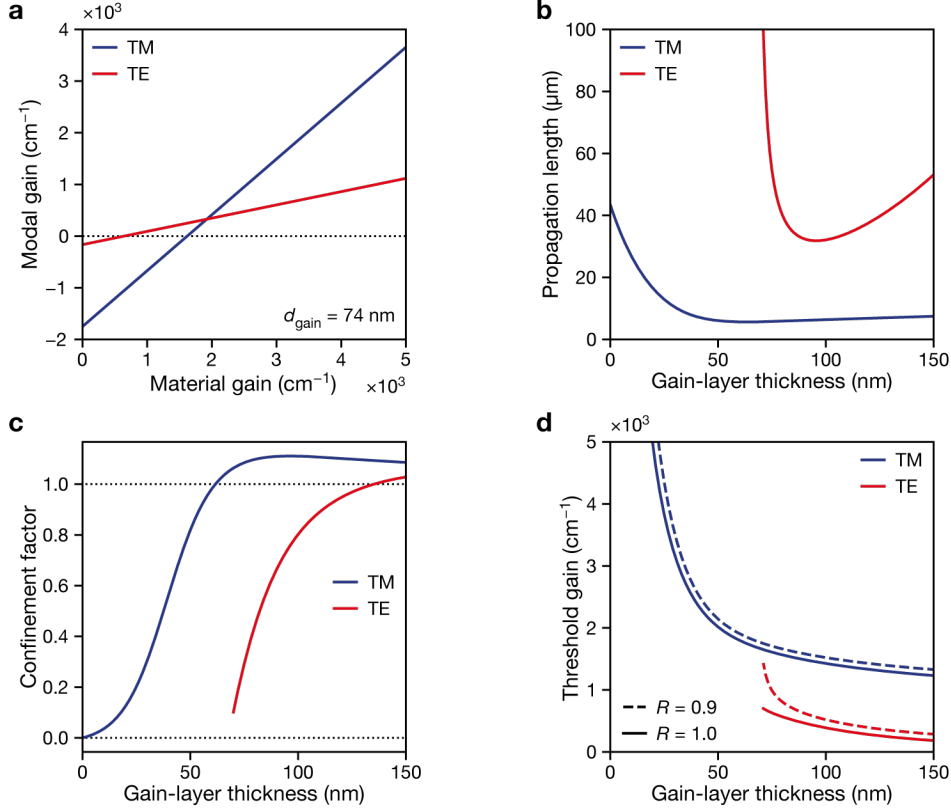 a
×10³
4
3
2
1
0
−1
−2
Modal gain (cm⁻¹)
TM
TE
d_gain = 74 nm
0 1 2 3 4 5
Material gain (cm⁻¹) ×10³
b
100
80
60
40
20
0
Propagation length (µm)
TM
TE
0 50 100 150
Gain-layer thickness (nm)
c
1.0
0.8
0.6
0.4
0.2
0.0
Confinement factor
TM
TE
0 50 100 150
Gain-layer thickness (nm)
d
×10³
5
4
3
2
1
0
Threshold gain (cm⁻¹)
TM
TE
R = 0.9
R = 1.0
0 50 100 150
Gain-layer thickness (nm)